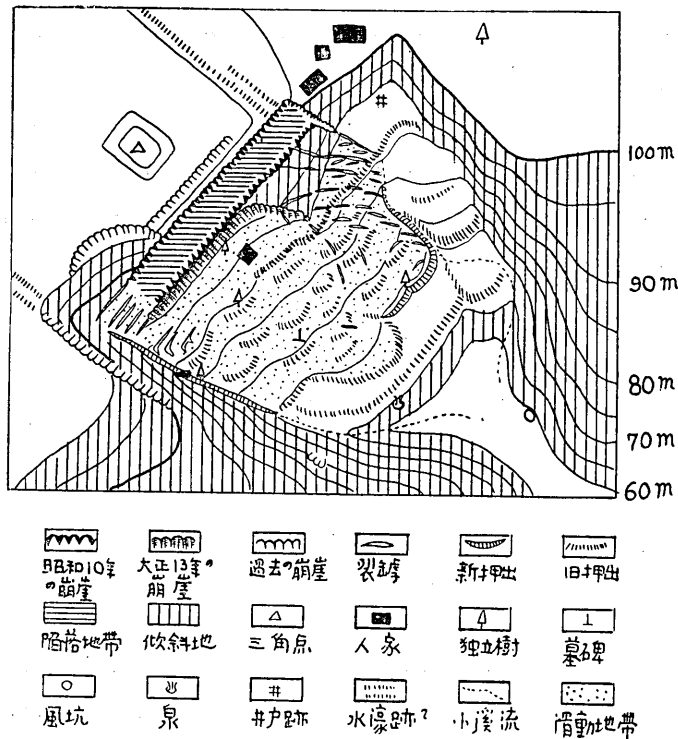 100m
90m
80m
70m
60m
昭和10年の崩崖
大正13年の崩崖
過去の崩崖
裂罅
新押出
旧押出
陥落地帯
傾斜地
三角点
人家
独立樹
墓碑
風坑
泉
井戸跡
水濠跡?
小溪流
滑動地帯